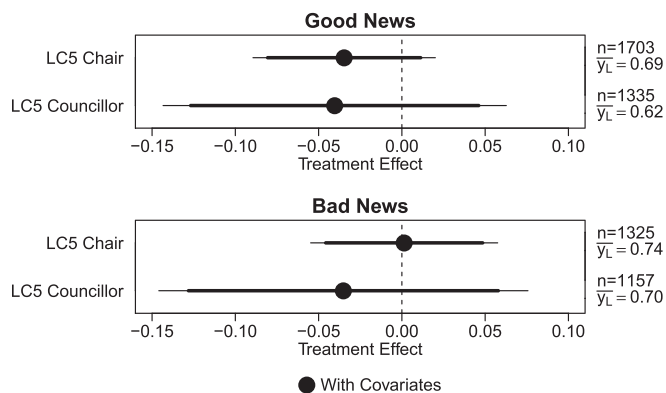 Good News
LC5 Chair
n=1703
y̅L = 0.69
LC5 Councillor
n=1335
y̅L = 0.62
−0.15 −0.10 −0.05 0.00 0.05 0.10
Treatment Effect
Bad News
LC5 Chair
n=1325
y̅L = 0.74
LC5 Councillor
n=1157
y̅L = 0.70
−0.15 −0.10 −0.05 0.00 0.05 0.10
Treatment Effect
With Covariates